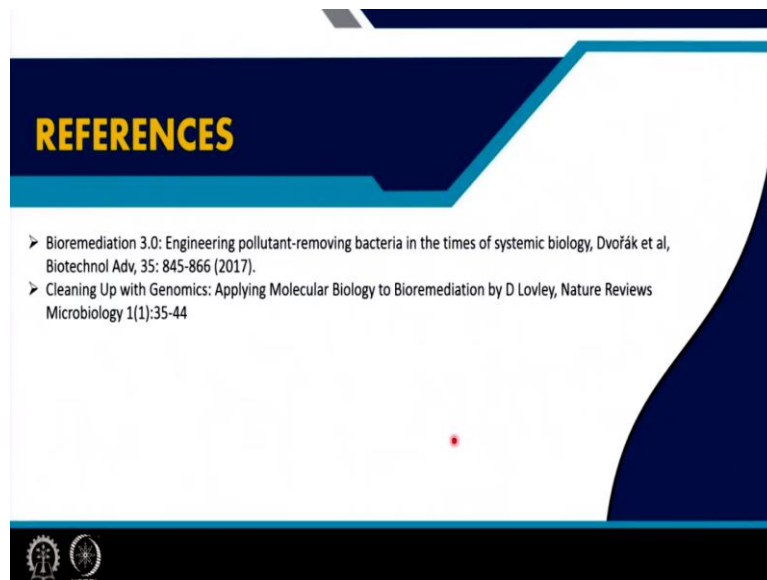 REFERENCES
➢ Bioremediation 3.0: Engineering pollutant-removing bacteria in the times of systemic biology, Dvořák et al,
Biotechnol Adv, 35: 845-866 (2017).
➢ Cleaning Up with Genomics: Applying Molecular Biology to Bioremediation by D Lovley, Nature Reviews
Microbiology 1(1):35-44